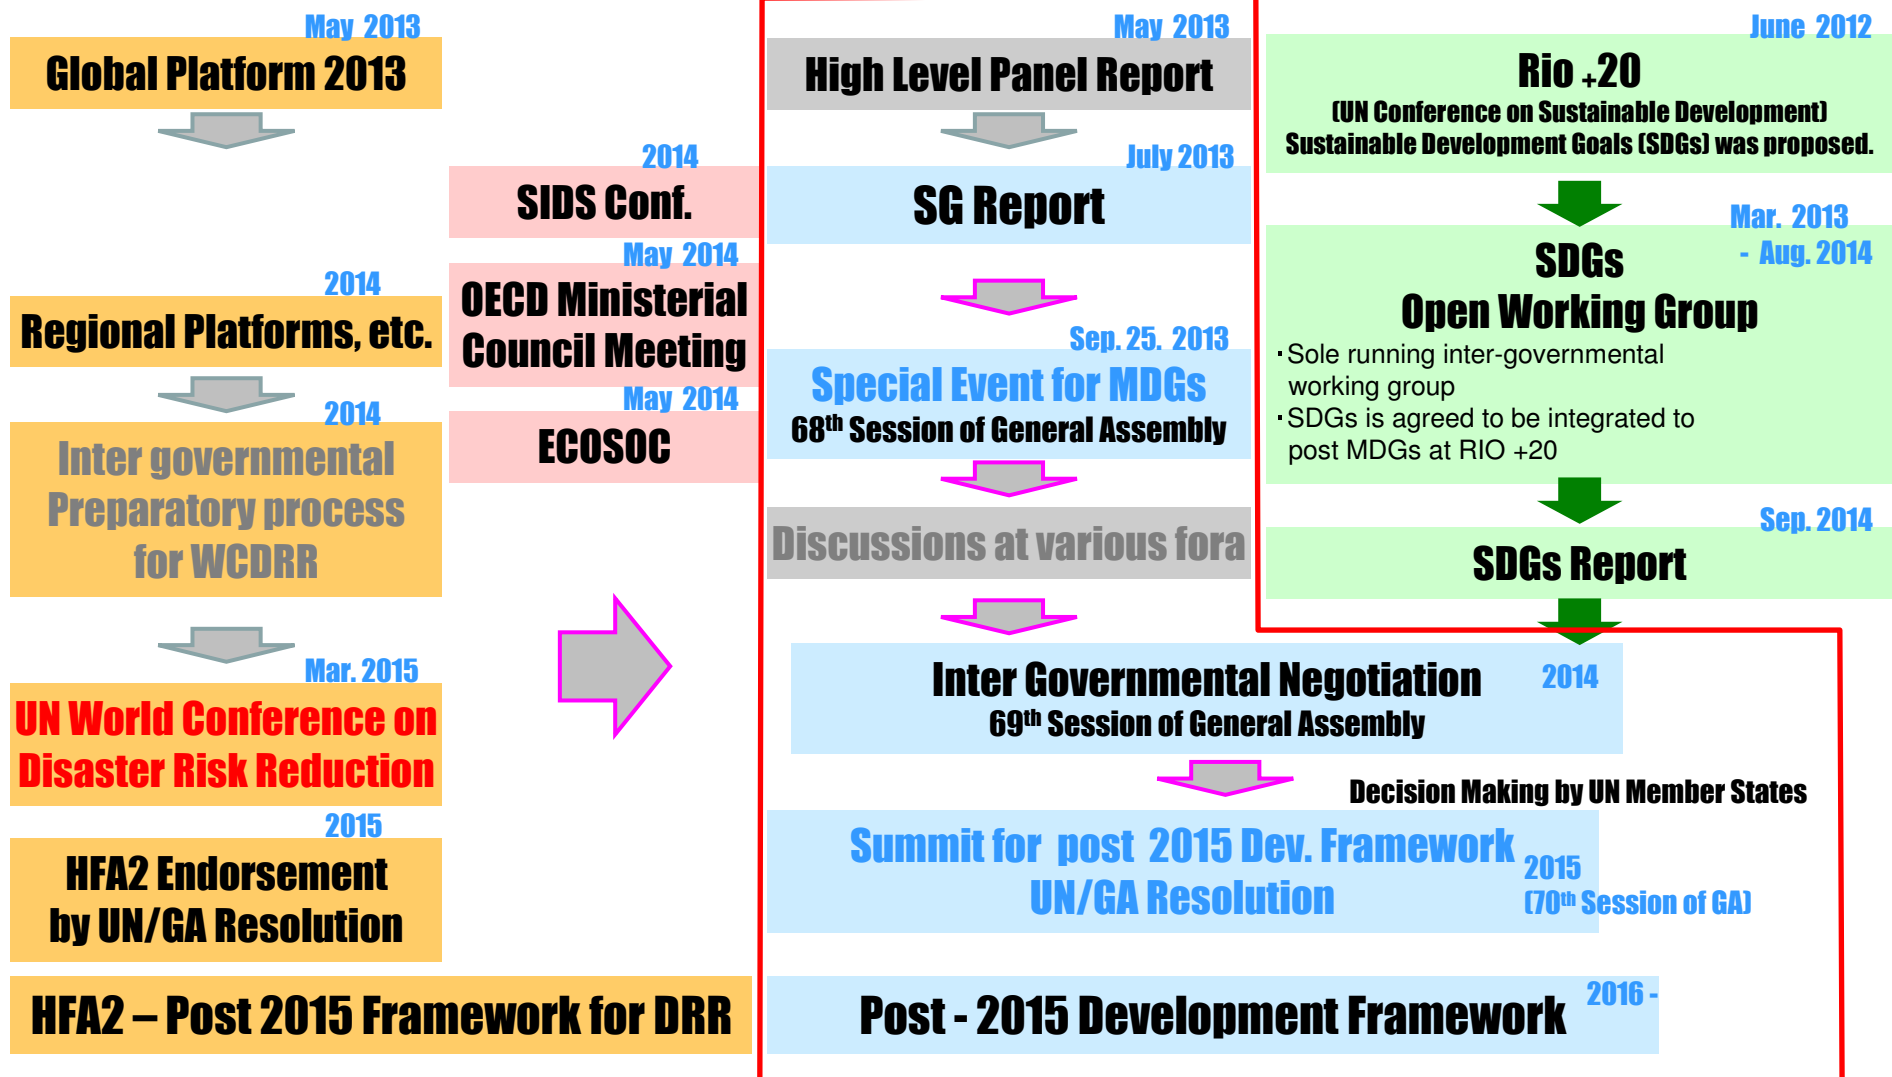 May 2013
Global Platform 2013
2014
Regional Platforms, etc.
2014
Inter governmental
Preparatory process
for WCDRR
Mar. 2015
UN World Conference on
Disaster Risk Reduction
2015
HFA2 Endorsement
by UN/GA Resolution
HFA2 – Post 2015 Framework for DRR
2014
SIDS Conf.
May 2014
OECD Ministerial
Council Meeting
May 2014
ECOSOC
May 2013
High Level Panel Report
July 2013
SG Report
Sep. 25. 2013
Special Event for MDGs
68th Session of General Assembly
Discussions at various fora
Inter Governmental Negotiation 2014
69th Session of General Assembly
Decision Making by UN Member States
Summit for post 2015 Dev. Framework
UN/GA Resolution
2015
(70th Session of GA)
Post - 2015 Development Framework 2016 -
June 2012
Rio +20
(UN Conference on Sustainable Development)
Sustainable Development Goals (SDGs) was proposed.
Mar. 2013
- Aug. 2014
SDGs
Open Working Group
・Sole running inter-governmental
working group
・SDGs is agreed to be integrated to
post MDGs at RIO +20
Sep. 2014
SDGs Report